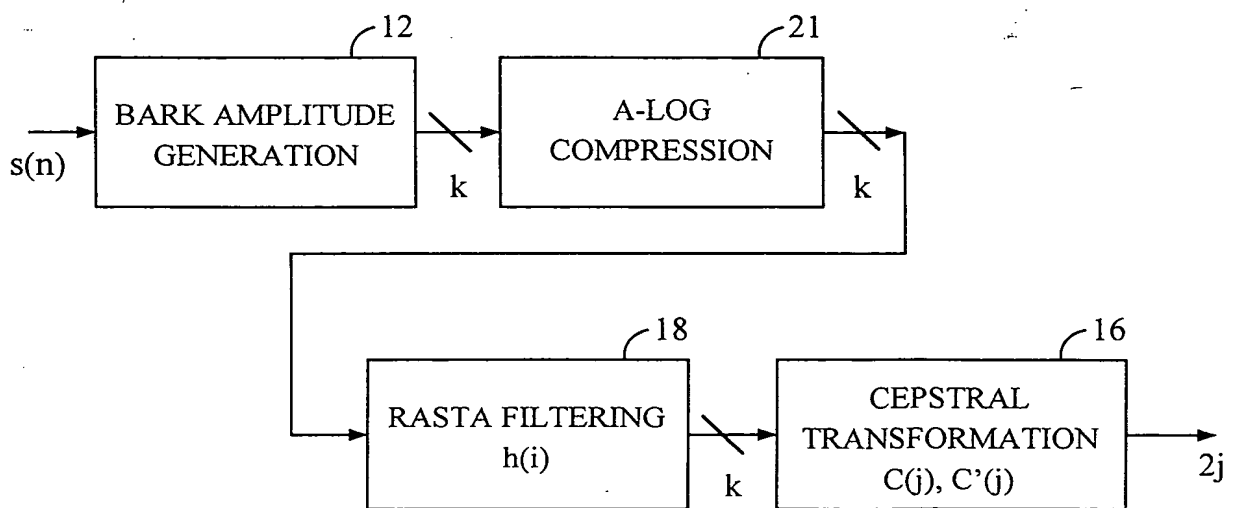 12
21
BARK AMPLITUDE
GENERATION
A-LOG
COMPRESSION
s(n)
k
k
18
16
RASTA FILTERING
h(i)
CEPSTRAL
TRANSFORMATION
C(j), C'(j)
k
2j